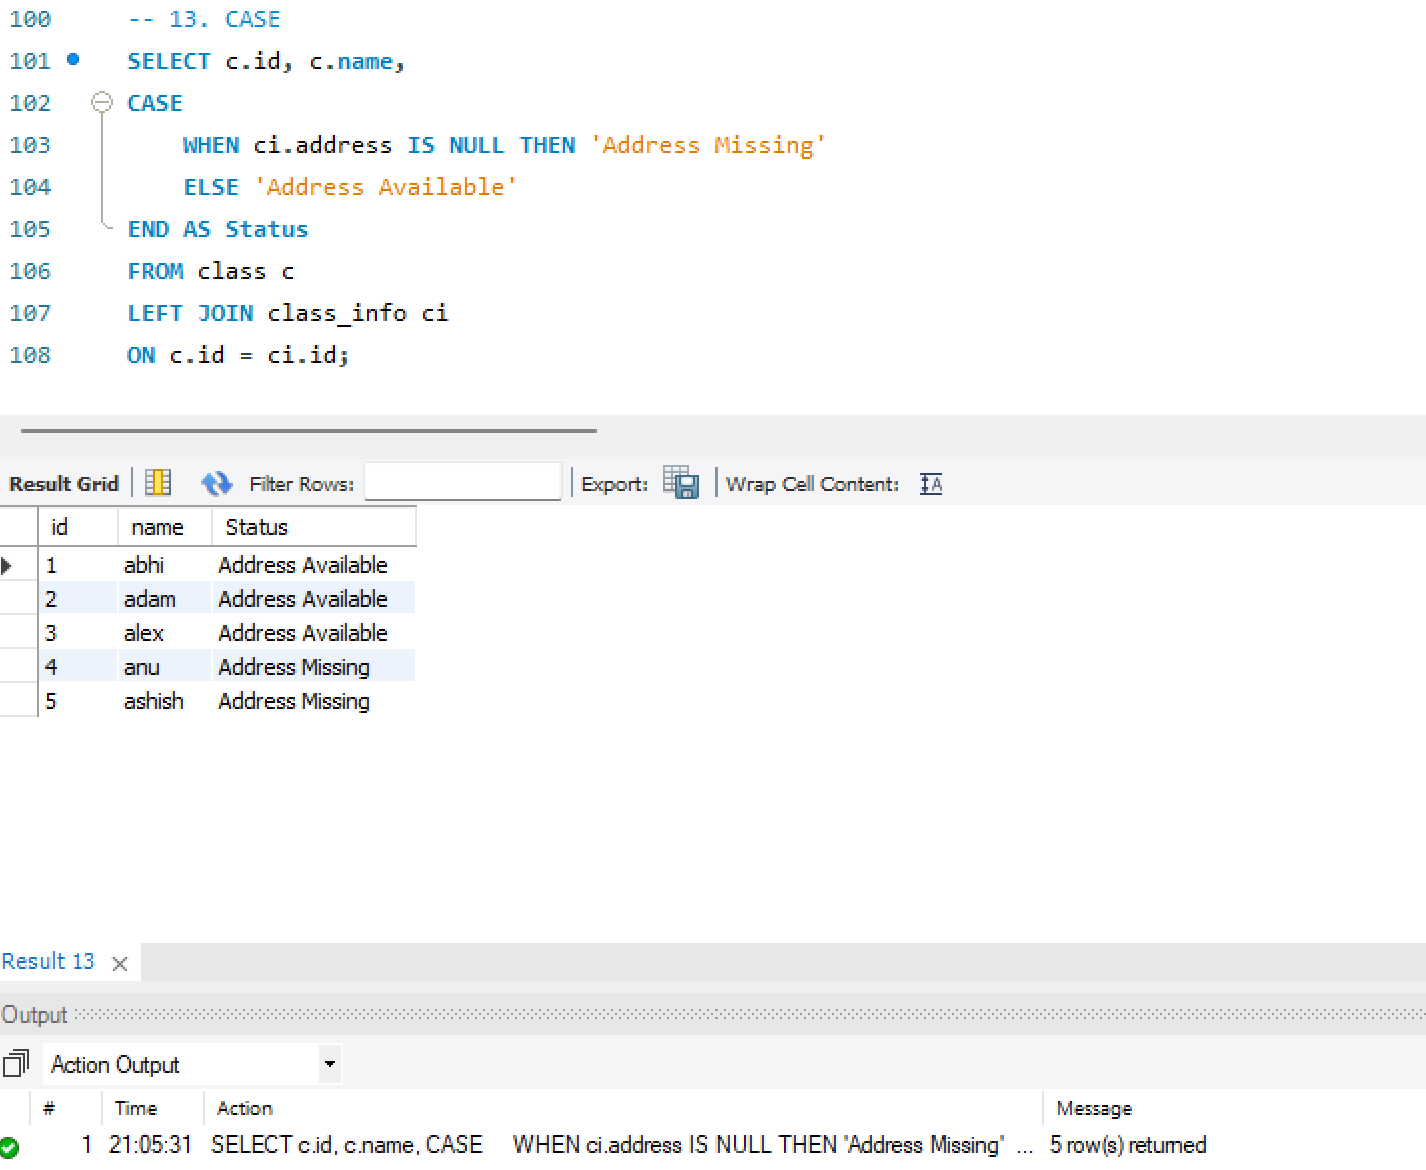 100 -- 13. CASE
101 SELECT c.id, c.name,
102 CASE
103 WHEN ci.address IS NULL THEN 'Address Missing'
104 ELSE 'Address Available'
105 END AS Status
106 FROM class c
107 LEFT JOIN class_info ci
108 ON c.id = ci.id;
Result Grid Filter Rows: Export: Wrap Cell Content: IA
id name Status
1 abhi Address Available
2 adam Address Available
3 alex Address Available
4 anu Address Missing
5 ashish Address Missing
Result 13 ×
Output
Action Output
# Time Action Message
1 21:05:31 SELECT c.id, c.name, CASE WHEN ci.address IS NULL THEN 'Address Missing' ... 5 row(s) returned